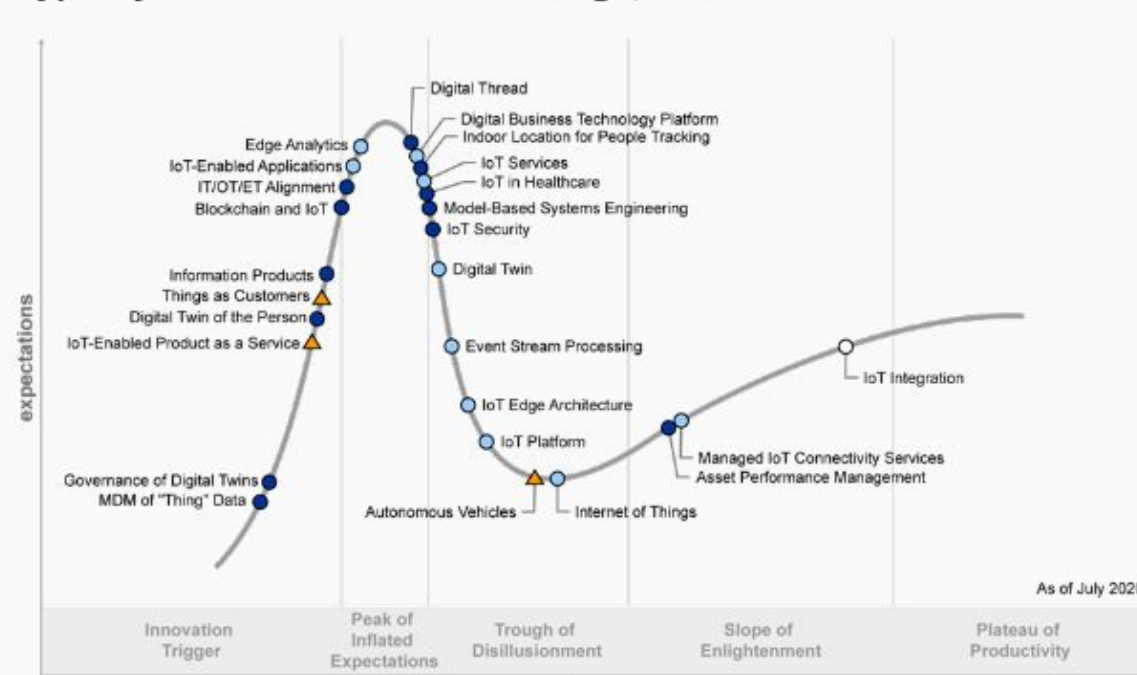 Digital Thread
Digital Business Technology Platform
Indoor Location for People Tracking
Edge Analytics
IoT-Enabled Applications
IoT Services
IT/OT/ET Alignment
IoT in Healthcare
Blockchain and IoT
Model-Based Systems Engineering
IoT Security
Digital Twin
Information Products
Things as Customers
Digital Twin of the Person
IoT-Enabled Product as a Service
Event Stream Processing
IoT Integration
IoT Edge Architecture
IoT Platform
Managed IoT Connectivity Services
Asset Performance Management
Governance of Digital Twins
MDM of "Thing" Data
Autonomous Vehicles
Internet of Things
expectations
As of July
Innovation
Trigger
Peak of
Inflated
Expectations
Trough of
Disillusionment
Slope of
Enlightenment
Plateau of
Productivity